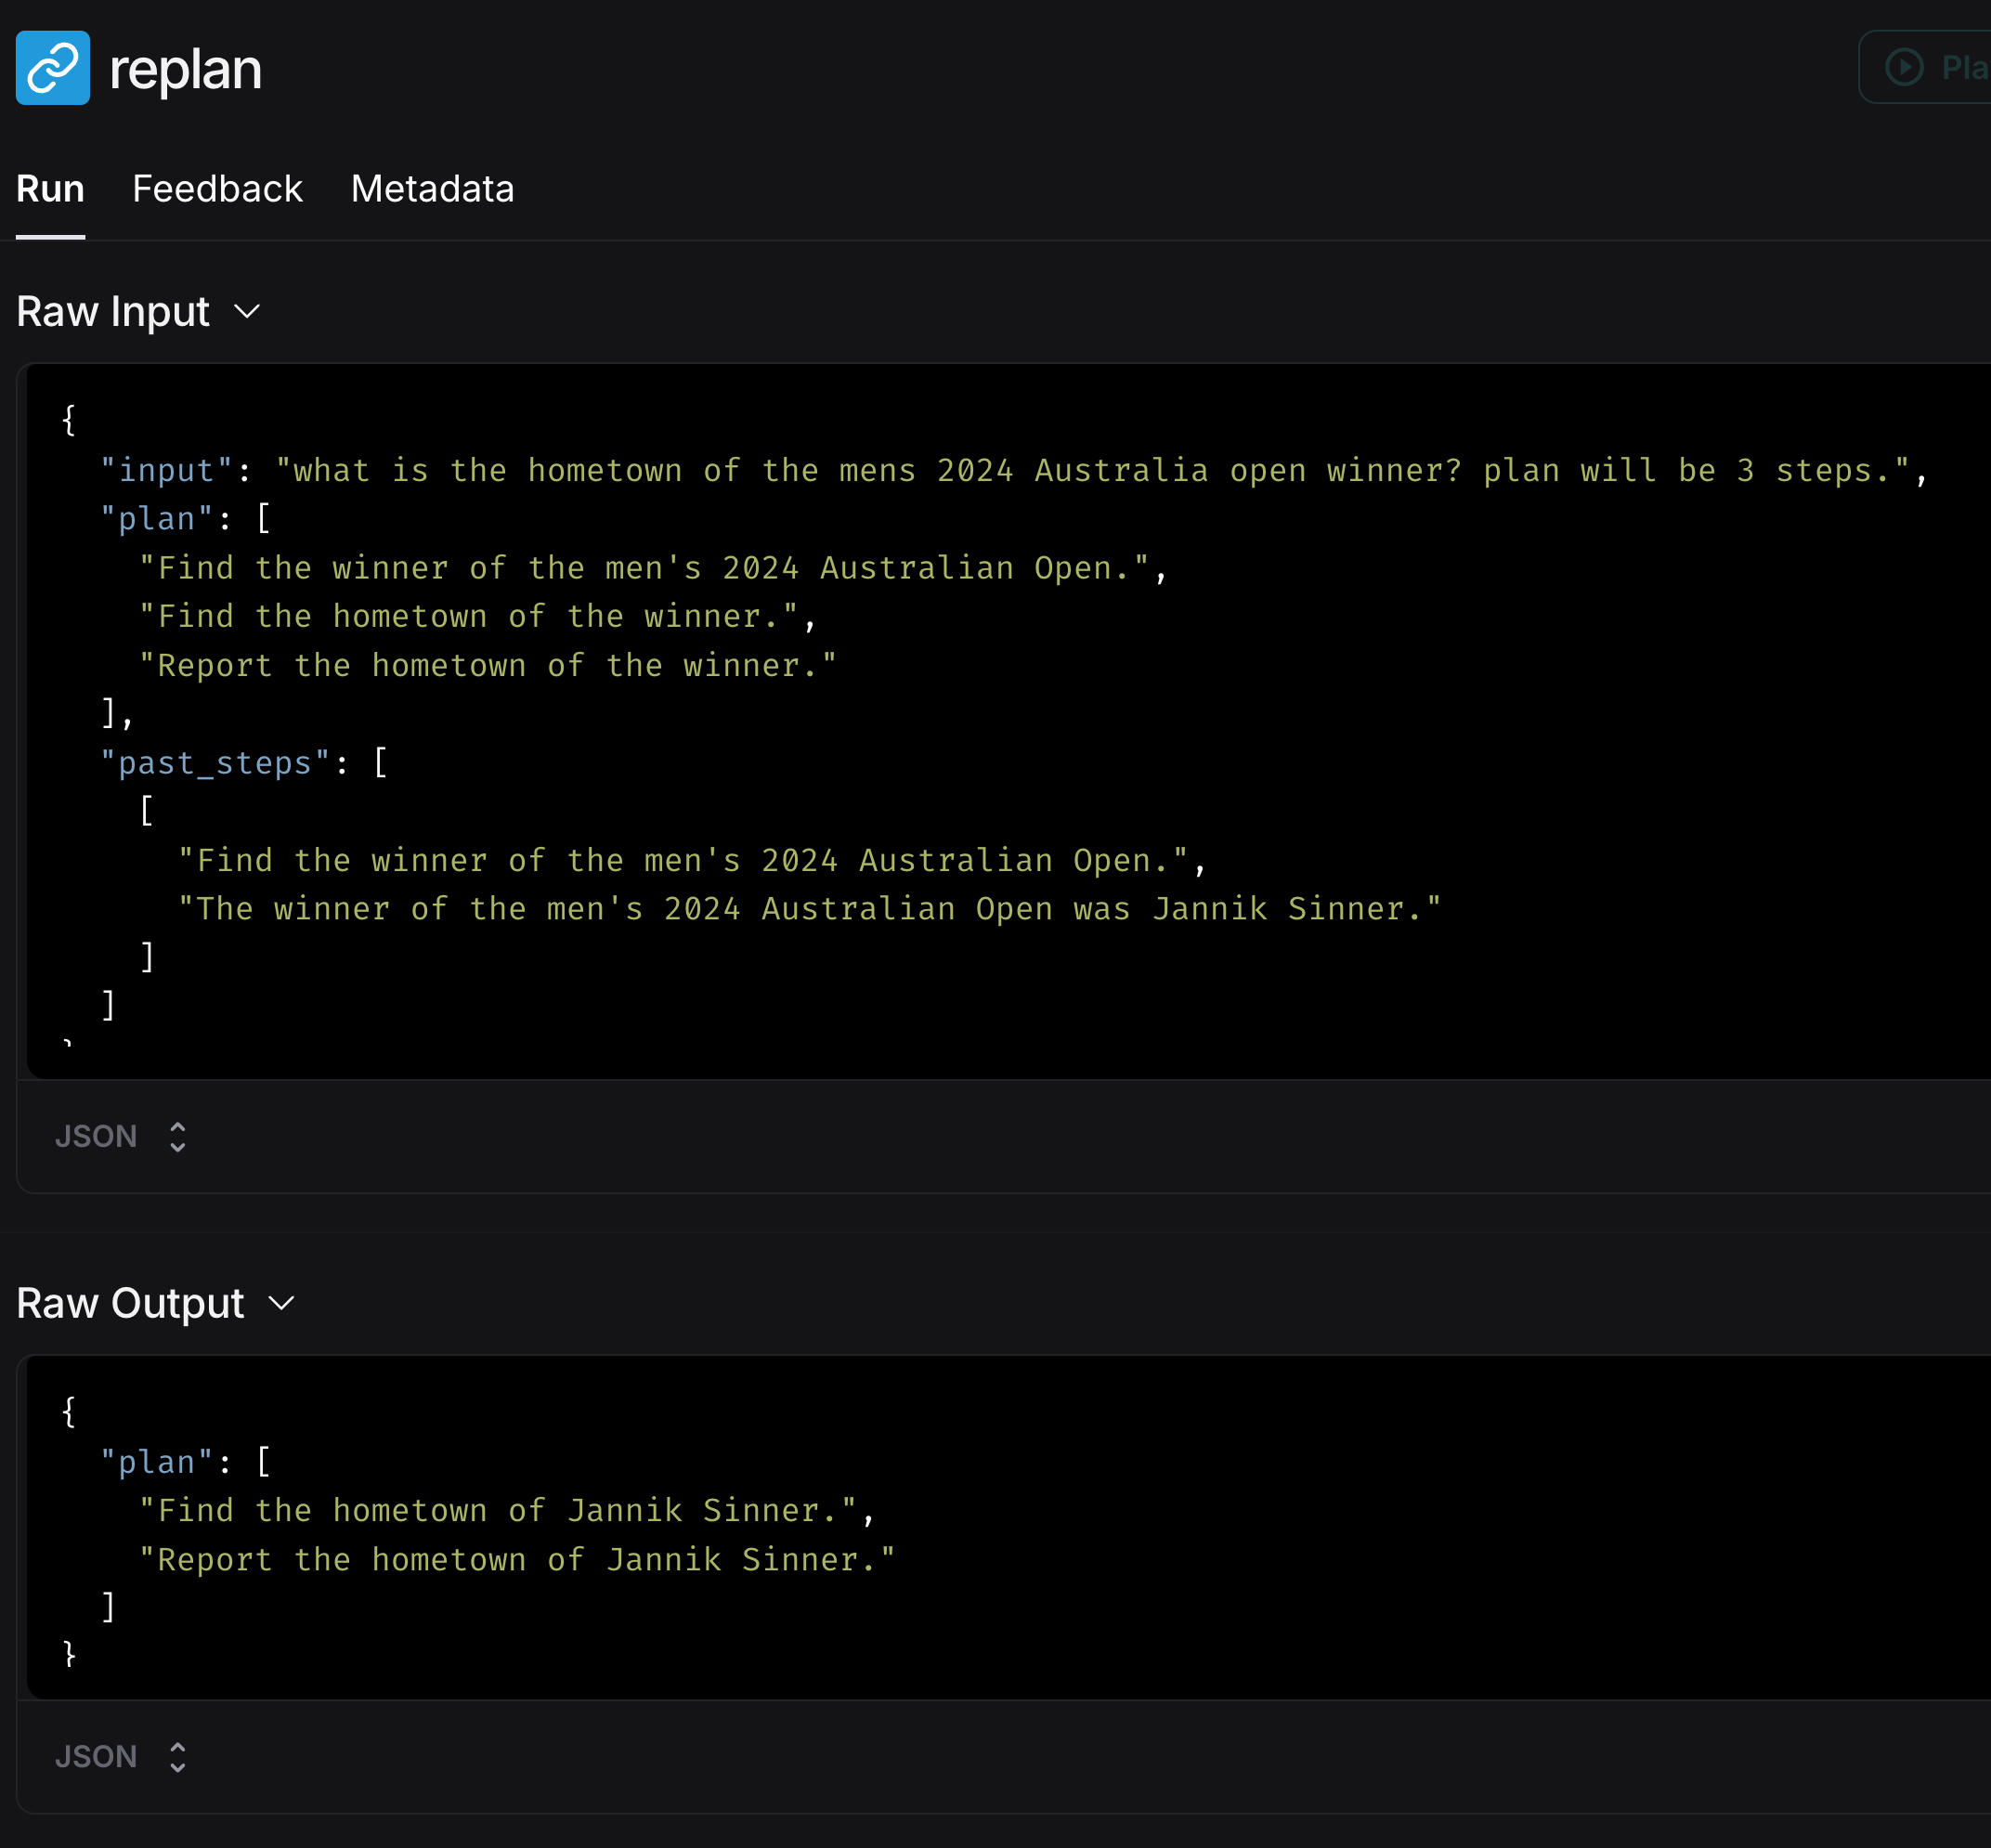 replan
Run Feedback Metadata
Raw Input
{
"input": "what is the hometown of the mens 2024 Australia open winner? plan will be 3 steps.",
"plan": [
"Find the winner of the men's 2024 Australian Open.",
"Find the hometown of the winner.",
"Report the hometown of the winner."
],
"past_steps": [
[
"Find the winner of the men's 2024 Australian Open.",
"The winner of the men's 2024 Australian Open was Jannik Sinner."
]
]
}
JSON
Raw Output
{
"plan": [
"Find the hometown of Jannik Sinner.",
"Report the hometown of Jannik Sinner."
]
}
JSON